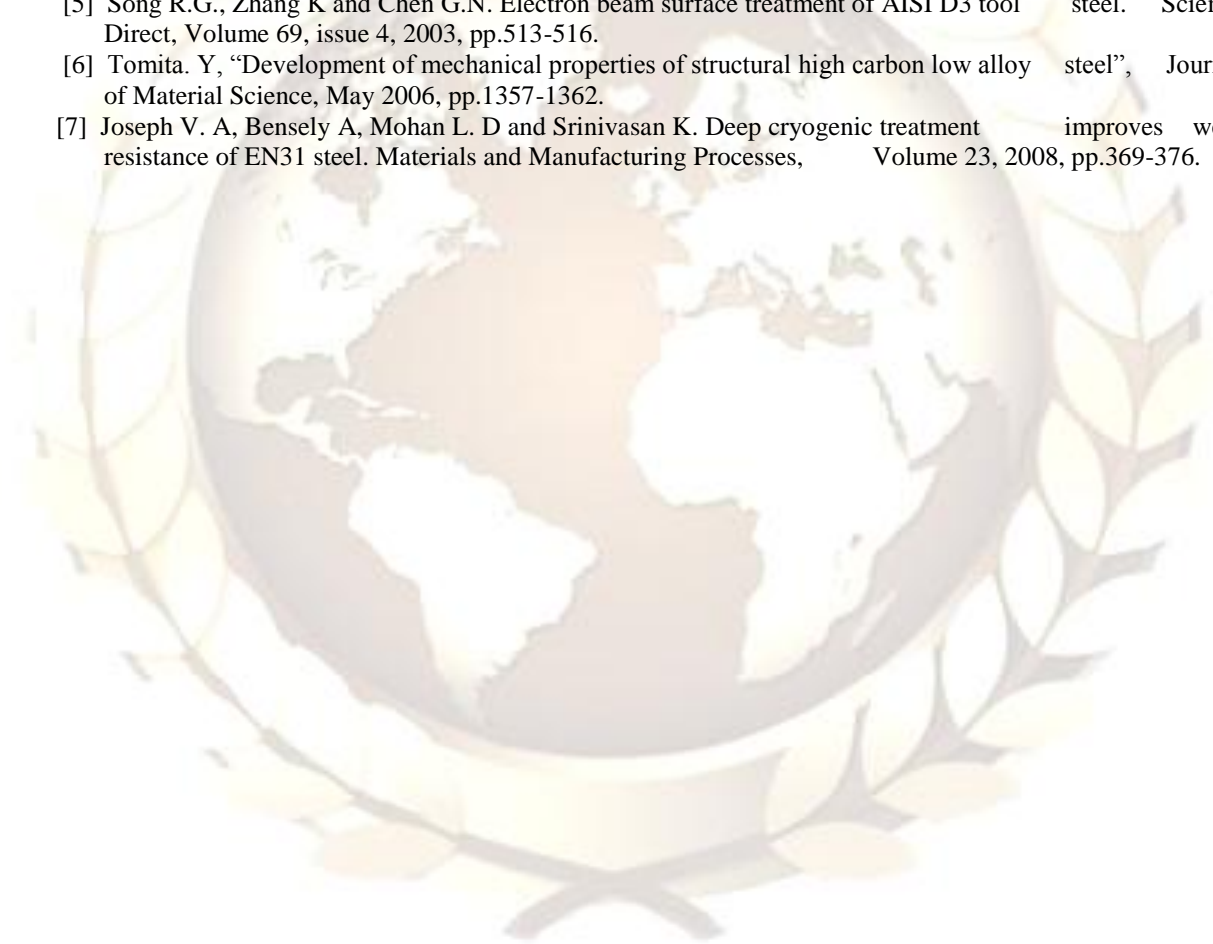 [5] Song R.G., Zhang K and Chen G.N. Electron beam surface treatment of AISI D3 tool steel.
Direct, Volume 69, issue 4, 2003, pp.513-516.
[6] Tomita. Y, “Development of mechanical properties of structural high carbon low alloy steel”,
of Material Science, May 2006, pp.1357-1362.
[7] Joseph V. A, Bensely A, Mohan L. D and Srinivasan K. Deep cryogenic treatment improves
resistance of EN31 steel. Materials and Manufacturing Processes, Volume 23, 2008, pp.369-376.